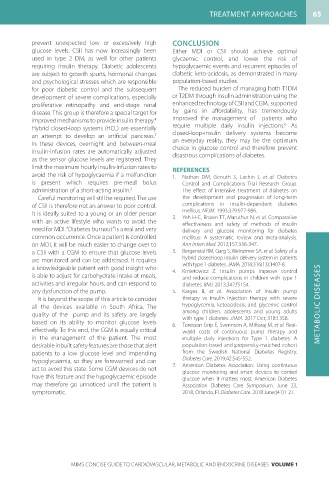 TREATMENT APPROACHES 65
prevent unexpected low or excessively high
glucose levels. CSII has now increasingly been
used in type 2 DM, as well for other patients
requiring insulin therapy. Diabetic adolescents
are subject to growth spurts, hormonal changes
and psychological stresses which are responsible
for poor diabetic control and the subsequent
development of severe complications, especially
proliferative retinopathy and end-stage renal
disease. This group is therefore a special target for
improved mechanisms to provide insulin therapy.⁶
Hybrid closed-loop systems (HCL) are essentially
an attempt to develop an artificial pancreas.⁷
In these devices, overnight and between-meal
insulin-infusion rates are automatically adjusted
as the sensor glucose levels are registered. They
limit the maximum hourly insulin-infusion rates to
avoid the risk of hypoglycaemia if a malfunction
is present which requires pre-meal bolus
administration of a short-acting insulin.³
Careful monitoring will still be required. The use
of CSII is therefore not an answer to poor control.
It is ideally suited to a young or an older person
with an active lifestyle who wants to avoid the
need for MDI. "Diabetes burnout" is a real and very
common occurrence. Once a patient is controlled
on MDI, it will be much easier to change over to
a CSII with a CGM to ensure that glucose levels
are monitored and can be addressed. It requires
a knowledgeable patient with good insight who
is able to adjust for carbohydrate intake at meals,
activities and irregular hours, and can respond to
any dysfunction of the pump.
It is beyond the scope of this article to consider
all the devices available in South Africa. The
quality of the pump and its safety are largely
based on its ability to monitor glucose levels
effectively. To this end, the CGM is equally critical
in the management of the patient. The most
desirable in-built safety features are those that alert
patients to a low glucose level and impending
hypoglycaemia, so they are forewarned and can
act to avoid this state. Some CGM devices do not
have this feature and the hypoglycaemic episode
may therefore go unnoticed until the patient is
symptomatic.
CONCLUSION
Either MDI or CSII should achieve optimal
glycaemic control, and lower the risk of
hypoglycaemic events and recurrent episodes of
diabetic keto-acidosis, as demonstrated in many
population-based studies.
The reduced burden of managing both T1DM
or T2DM through insulin administration using the
enhanced technology of CSII and CGM, supported
by gains in affordability, has tremendously
improved the management of patients who
require multiple daily insulin injections.⁵ As
closed-loop-insulin delivery systems become
an everyday reality, they may be the optimum
choice in glucose control and therefore prevent
disastrous complications of diabetes.
REFERENCES
1. Nathan DM, Genuth S, Lachin J, et al Diabetes
Control and Complications Trial Research Group.
The effect of intensive treatment of diabetes on
the development and progression of long-term
complications in insulin-dependent diabetes
mellitus. NEJM. 1993;329:977-986.
2. Yeh H-C, Brown TT, Maruthur N, et al. Comparative
effectiveness and safety of methods of insulin
delivery and glucose monitoring for diabetes
mellitus: A systematic review and meta-analysis.
Ann Intern Med. 2012;157:336-347.
3. Bergenstal RM, Garg S, Weinzimer SA, et al. Safety of a
hybrid closed-loop insulin delivery system in patients
with type 1 diabetes. JAMA. 2016;316(13):1407-8.
4. Kmietowicz Z. Insulin pumps improve control
and reduce complications in children with type 1
diabetes. BMJ. 2013;347:f5154.
5. Karges B, et al. Association of insulin pump
therapy vs insulin injection therapy with severe
hypoglycemia, ketoacidosis, and glycemic control
among children, adolescents and young adults
with type 1 diabetes. JAMA. 2017 Oct; 318:1358.
6. Toresson Grip E, Svensson A, Miftaraj M, et al. Real-
world costs of continuous pump therapy and
multiple daily injections for Type 1 diabetes: A
population-based and propensity-matched cohort
from the Swedish National Diabetes Registry.
Diabetes Care. 2019;42:545-552.
7. American Diabetes Association. Using continuous
glucose monitoring and smart devices to control
glucose when it matters most. American Diabetes
Association Diabetes Care Symposium. June 23,
2018, Orlando, Fl. Diabetes Care.
METABOLIC DISEASES
MIMS CONCISE GUIDE TO CARDIOVASCULAR, METABOLIC AND ENDOCRINE DISEASES VOLUME 1